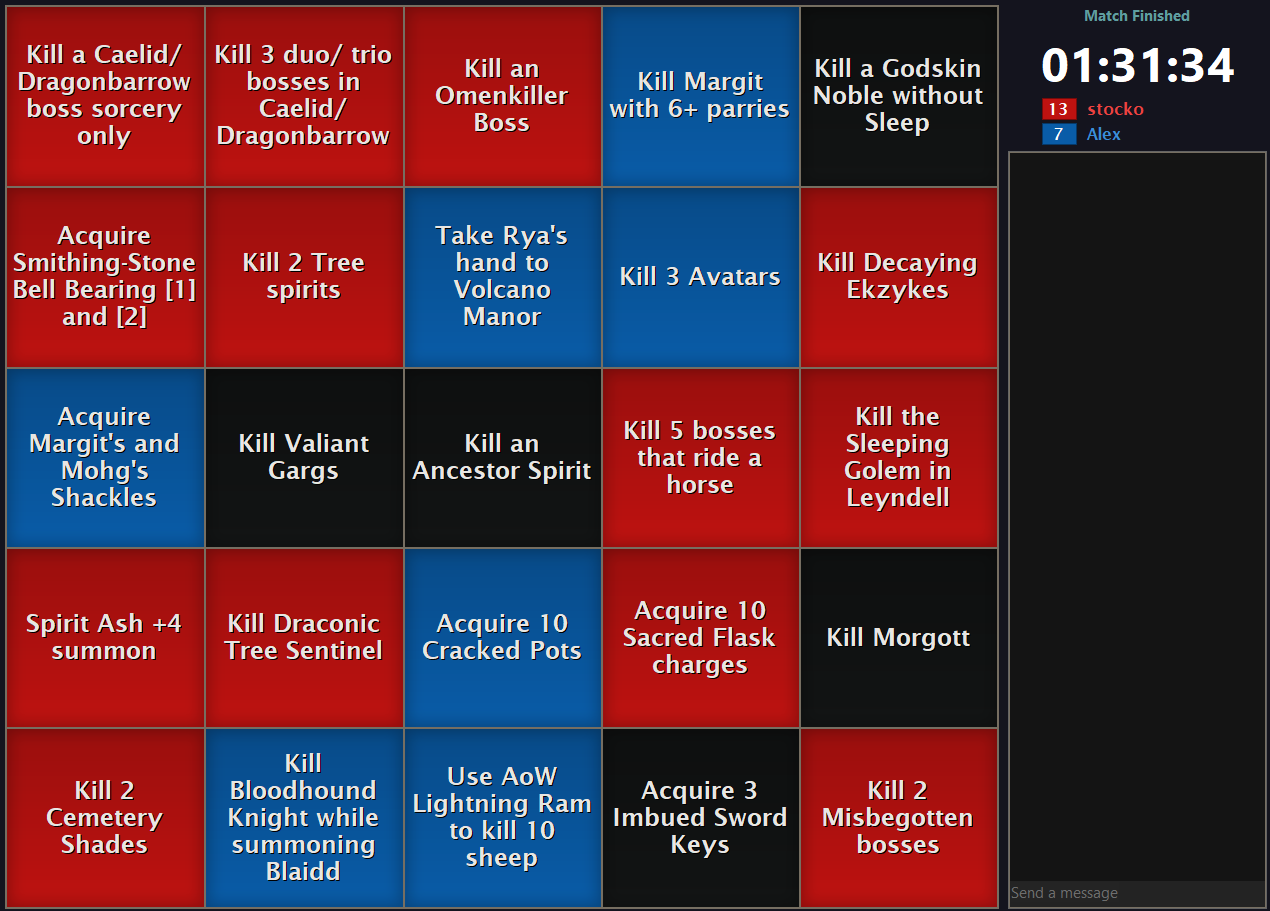 Kill a Caelid/
Dragonbarrow
boss sorcery
only
Kill 3 duo/ trio
bosses in
Caelid/
Dragonbarrow
Kill an
Omenkiller
Boss
Kill Margit
with 6+ parries
Kill a Godskin
Noble without
Sleep
Acquire
Smithing-Stone
Bell Bearing [1]
and [2]
Kill 2 Tree
spirits
Take Rya's
hand to
Volcano
Manor
Kill 3 Avatars
Kill Decaying
Ekzykes
Acquire
Margit's and
Mohg's
Shackles
Kill Valiant
Gargs
Kill an
Ancestor Spirit
Kill 5 bosses
that ride a
horse
Kill the
Sleeping
Golem in
Leyndell
Spirit Ash +4
summon
Kill Draconic
Tree Sentinel
Acquire 10
Cracked Pots
Acquire 10
Sacred Flask
charges
Kill Morgott
Kill 2
Cemetery
Shades
Kill
Bloodhound
Knight while
summoning
Blaidd
Use AoW
Lightning Ram
to kill 10
sheep
Acquire 3
Imbued Sword
Keys
Kill 2
Misbegotten
bosses
Match Finished
01:31:34
13 stocko
7 Alex
Send a message